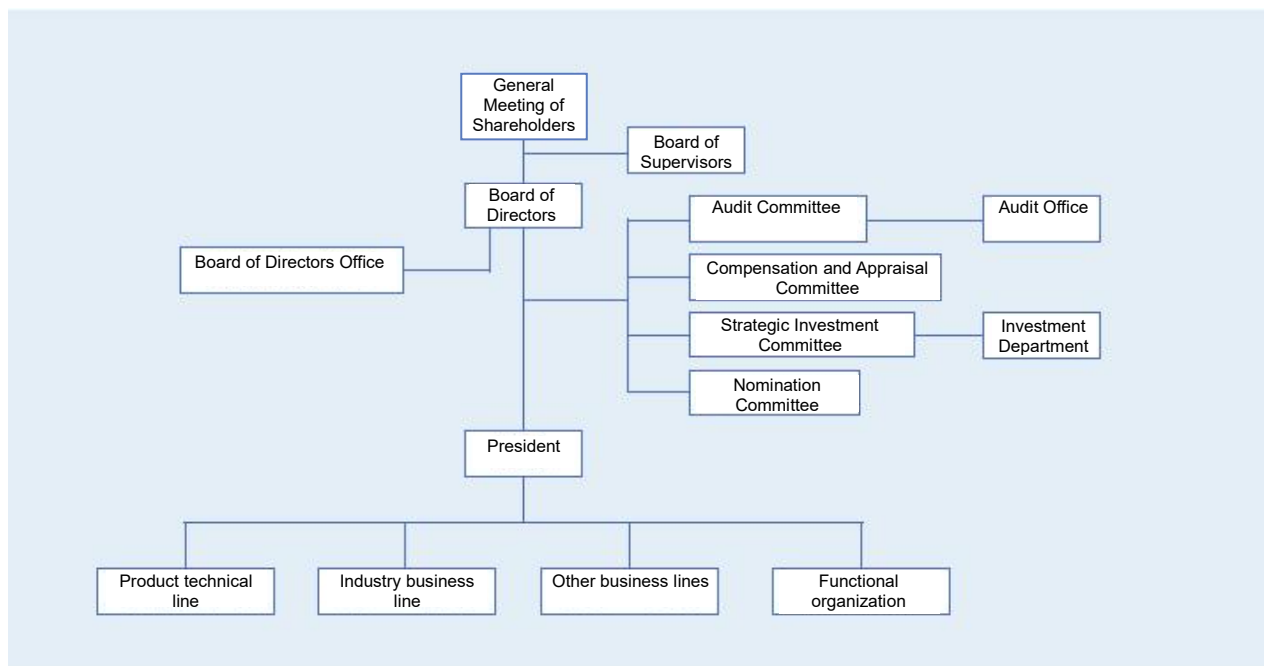 General
Meeting of
Shareholders
Board of
Supervisors
Board of
Directors
Audit Committee
Audit Office
Board of Directors Office
Compensation and Appraisal
Committee
Strategic Investment
Committee
Investment
Department
Nomination
Committee
President
Product technical
line
Industry business
line
Other business lines
Functional
organization